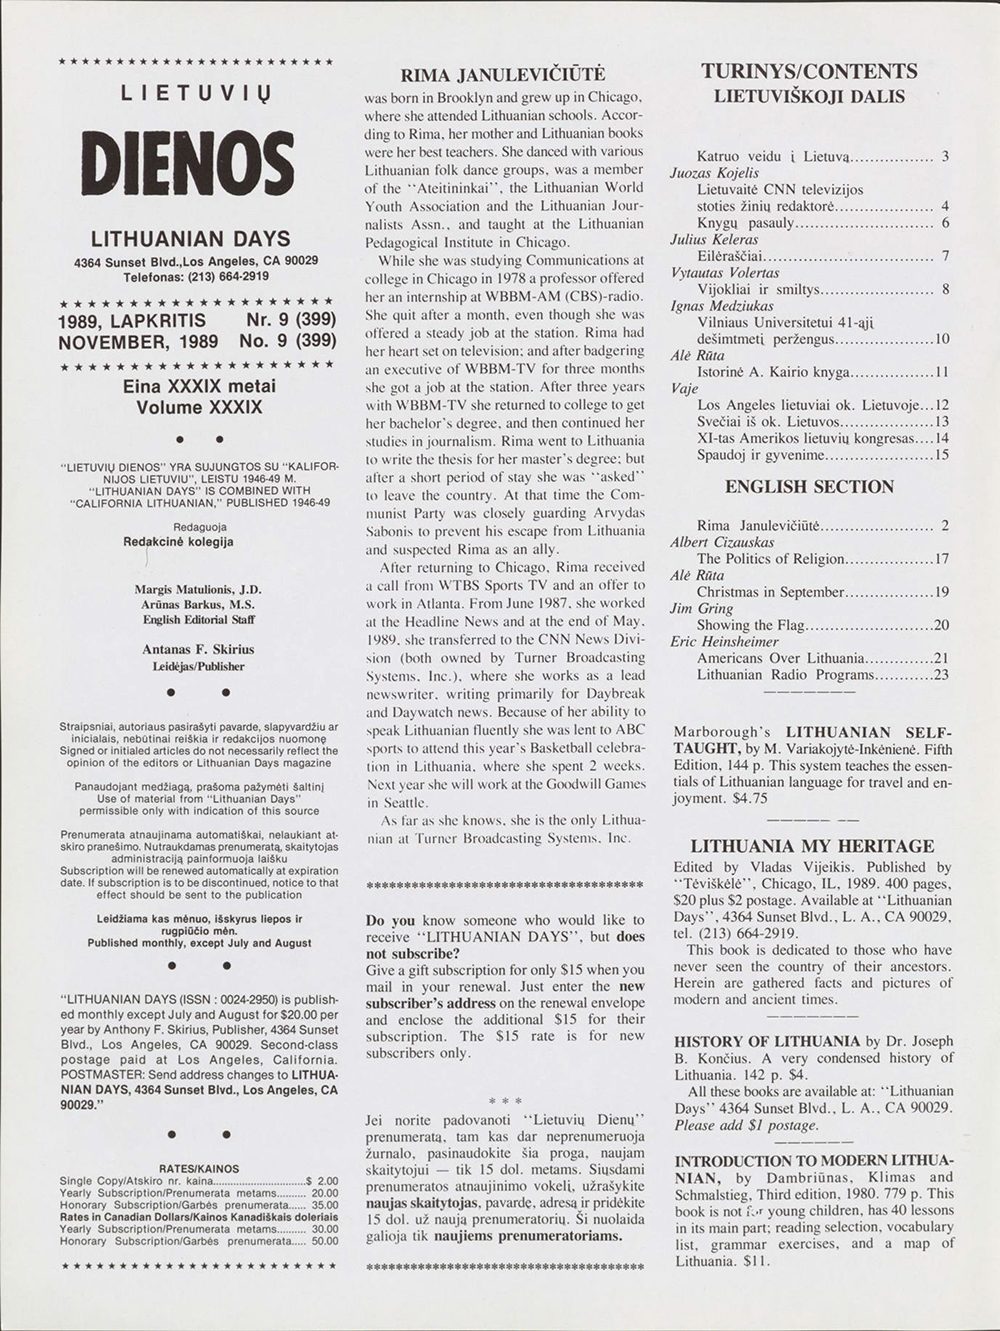 LIETUVIŲ
DIENOS
LITHUANIAN DAYS
4364 Sunset Blvd.,Los Angeles, CA 90029
Telefonas: (213) 664-2919
1989, LAPKRITIS Nr. 9 (399)
NOVEMBER, 1989 No. 9 (399)
Eina XXXIX metai
Volume XXXIX
"LIETUVIŲ DIENOS" YRA SUJUNGTOS SU "KALIFOR-
NIJOS LIETUVIU", LEISTU 1946-49 M.
"LITHUANIAN DAYS" IS COMBINED WITH
"CALIFORNIA LITHUANIAN," PUBLISHED 1946-49
Redaguoja
Redakcinė kolegija
Margis Matulionis, J.D.
Arūnas Barkus, M.S.
English Editorial Staff
Antanas F. Skirius
Leidėjas/Publisher
Straipsniai, autoriaus pasirašyti pavarde, slapyvardžiu ar
inicialais, nebūtinai reiškia ir redakcijos nuomonę
Signed or initialed articles do not necessarily reflect the
opinion of the editors or Lithuanian Days magazine
Panaudojant medžiagą, prašoma pažymėti šaltinį
Use of material from "Lithuanian Days"
permissible only with indication of this source
Prenumerata atnaujinama automatiškai, nelaukiant at-
skiro pranešimo. Nutraukdamas prenumeratą, skaitytojas
administraciją painformuoja laišku
Subscription will be renewed automatically at expiration
date. If subscription is to be discontinued, notice to that
effect should be sent to the publication
Leidžiama kas mėnuo, išskyrus liepos ir
rugpiūčio mėn.
Published monthly, except July and August
"LITHUANIAN DAYS (ISSN : 0024-2950) is publish-
ed monthly except July and August for $20.00 per
year by Anthony F. Skirius, Publisher, 4364 Sunset
Blvd., Los Angeles, CA 90029. Second-class
postage paid at Los Angeles, California.
POSTMASTER: Send address changes to LITHUA-
NIAN DAYS, 4364 Sunset Blvd., Los Angeles, CA
90029."
RATES/KAINOS
Single Copy/Atskiro nr. kaina..............................$ 2.00
Yearly Subscription/Prenumerata metams.......... 20.00
Honorary Subscription/Garbės prenumerata..... 35.00
Rates in Canadian Dollars/Kainos Kanadiškais doleriais
Yearly Subscription/Prenumerata metams.......... 30.00
Honorary Subscription/Garbės prenumerata..... 50.00
RIMA JANULEVIČIŪTĖ
was born in Brooklyn and grew up in Chicago,
where she attended Lithuanian schools. Accor-
ding to Rima, her mother and Lithuanian books
were her best teachers. She danced with various
Lithuanian folk dance groups, was a member
of the "Ateitininkai", the Lithuanian World
Youth Association and the Lithuanian Jour-
nalists Assn., and taught at the Lithuanian
Pedagogical Institute in Chicago.
While she was studying Communications at
college in Chicago in 1978 a professor offered
her an internship at WBBM-AM (CBS)-radio.
She quit after a month, even though she was
offered a steady job at the station. Rima had
her heart set on television; and after badgering
an executive of WBBM-TV for three months
she got a job at the station. After three years
with WBBM-TV she returned to college to get
her bachelor's degree, and then continued her
studies in journalism. Rima went to Lithuania
to write the thesis for her master's degree; but
after a short period of stay she was "asked"
to leave the country. At that time the Com-
munist Party was closely guarding Arvydas
Sabonis to prevent his escape from Lithuania
and suspected Rima as an ally.
After returning to Chicago, Rima received
a call from WTBS Sports TV and an offer to
work in Atlanta. From June 1987, she worked
at the Headline News and at the end of May,
1989, she transferred to the CNN News Divi-
sion (both owned by Turner Broadcasting
Systems, Inc.), where she works as a lead
newswriter, writing primarily for Daybreak
and Daywatch news. Because of her ability to
speak Lithuanian fluently she was lent to ABC
sports to attend this year's Basketball celebra-
tion in Lithuania, where she spent 2 weeks.
Next year she will work at the Goodwill Games
in Seattle.
As far as she knows, she is the only Lithua-
nian at Turner Broadcasting Systems, Inc.
Do you know someone who would like to
receive "LITHUANIAN DAYS", but does
not subscribe?
Give a gift subscription for only $15 when you
mail in your renewal. Just enter the new
subscriber's address on the renewal envelope
and enclose the additional $15 for their
subscription. The $15 rate is for new
subscribers only.
* * *
Jei norite padovanoti "Lietuvių Dienų"
prenumeratą, tam kas dar neprenumeruoja
žurnalo, pasinaudokite šia proga, naujam
skaitytojui — tik 15 dol. metams. Siųsdami
prenumeratos atnaujinimo vokelį, užrašykite
naujas skaitytojas, pavardę, adresą ir pridėkite
15 dol. už naują prenumeratorių. Ši nuolaida
galioja tik naujiems prenumeratoriams.
TURINYS/CONTENTS
LIETUVIŠKOJI DALIS
Katruo veidu į Lietuvą................. 3
Juozas Kojelis
Lietuvaitė CNN televizijos
stoties žinių redaktorė.................... 4
Knygų pasauly............................ 6
Julius Keleras
Eilėraščiai................................... 7
Vytautas Volertas
Vijokliai ir smiltys....................... 8
Ignas Medziukas
Vilniaus Universitetui 41-ąjį
dešimtmetį peržengus....................10
Alė Rūta
Istorinė A. Kairio knyga.................11
Vaje
Los Angeles lietuviai ok. Lietuvoje...12
Svečiai iš ok. Lietuvos...................13
XI-tas Amerikos lietuvių kongresas....14
Spaudoj ir gyvenime......................15
ENGLISH SECTION
Rima Janulevičiūtė....................... 2
Albert Cizauskas
The Politics of Religion..................17
Alė Rūta
Christmas in September..................19
Jim Gring
Showing the Flag..........................20
Eric Heinsheimer
Americans Over Lithuania..............21
Lithuanian Radio Programs............23
Marborough's LITHUANIAN SELF-
TAUGHT, by M. Variakojytė-Inkėnienė. Fifth
Edition, 144 p. This system teaches the essen-
tials of Lithuanian language for travel and en-
joyment. $4.75
LITHUANIA MY HERITAGE
Edited by Vladas Vijeikis. Published by
"Tėviškėlė", Chicago, IL, 1989. 400 pages,
$20 plus $2 postage. Available at "Lithuanian
Days", 4364 Sunset Blvd., L. A., CA 90029,
tel. (213) 664-2919.
This book is dedicated to those who have
never seen the country of their ancestors.
Herein are gathered facts and pictures of
modern and ancient times.
HISTORY OF LITHUANIA by Dr. Joseph
B. Končius. A very condensed history of
Lithuania. 142 p. $4.
All these books are available at: "Lithuanian
Days" 4364 Sunset Blvd., L. A., CA 90029.
Please add $1 postage.
INTRODUCTION TO MODERN LITHUA-
NIAN, by Dambriūnas, Klimas and
Schmalstieg, Third edition, 1980. 779 p. This
book is not for young children, has 40 lessons
in its main part; reading selection, vocabulary
list, grammar exercises, and a map of
Lithuania. $11.